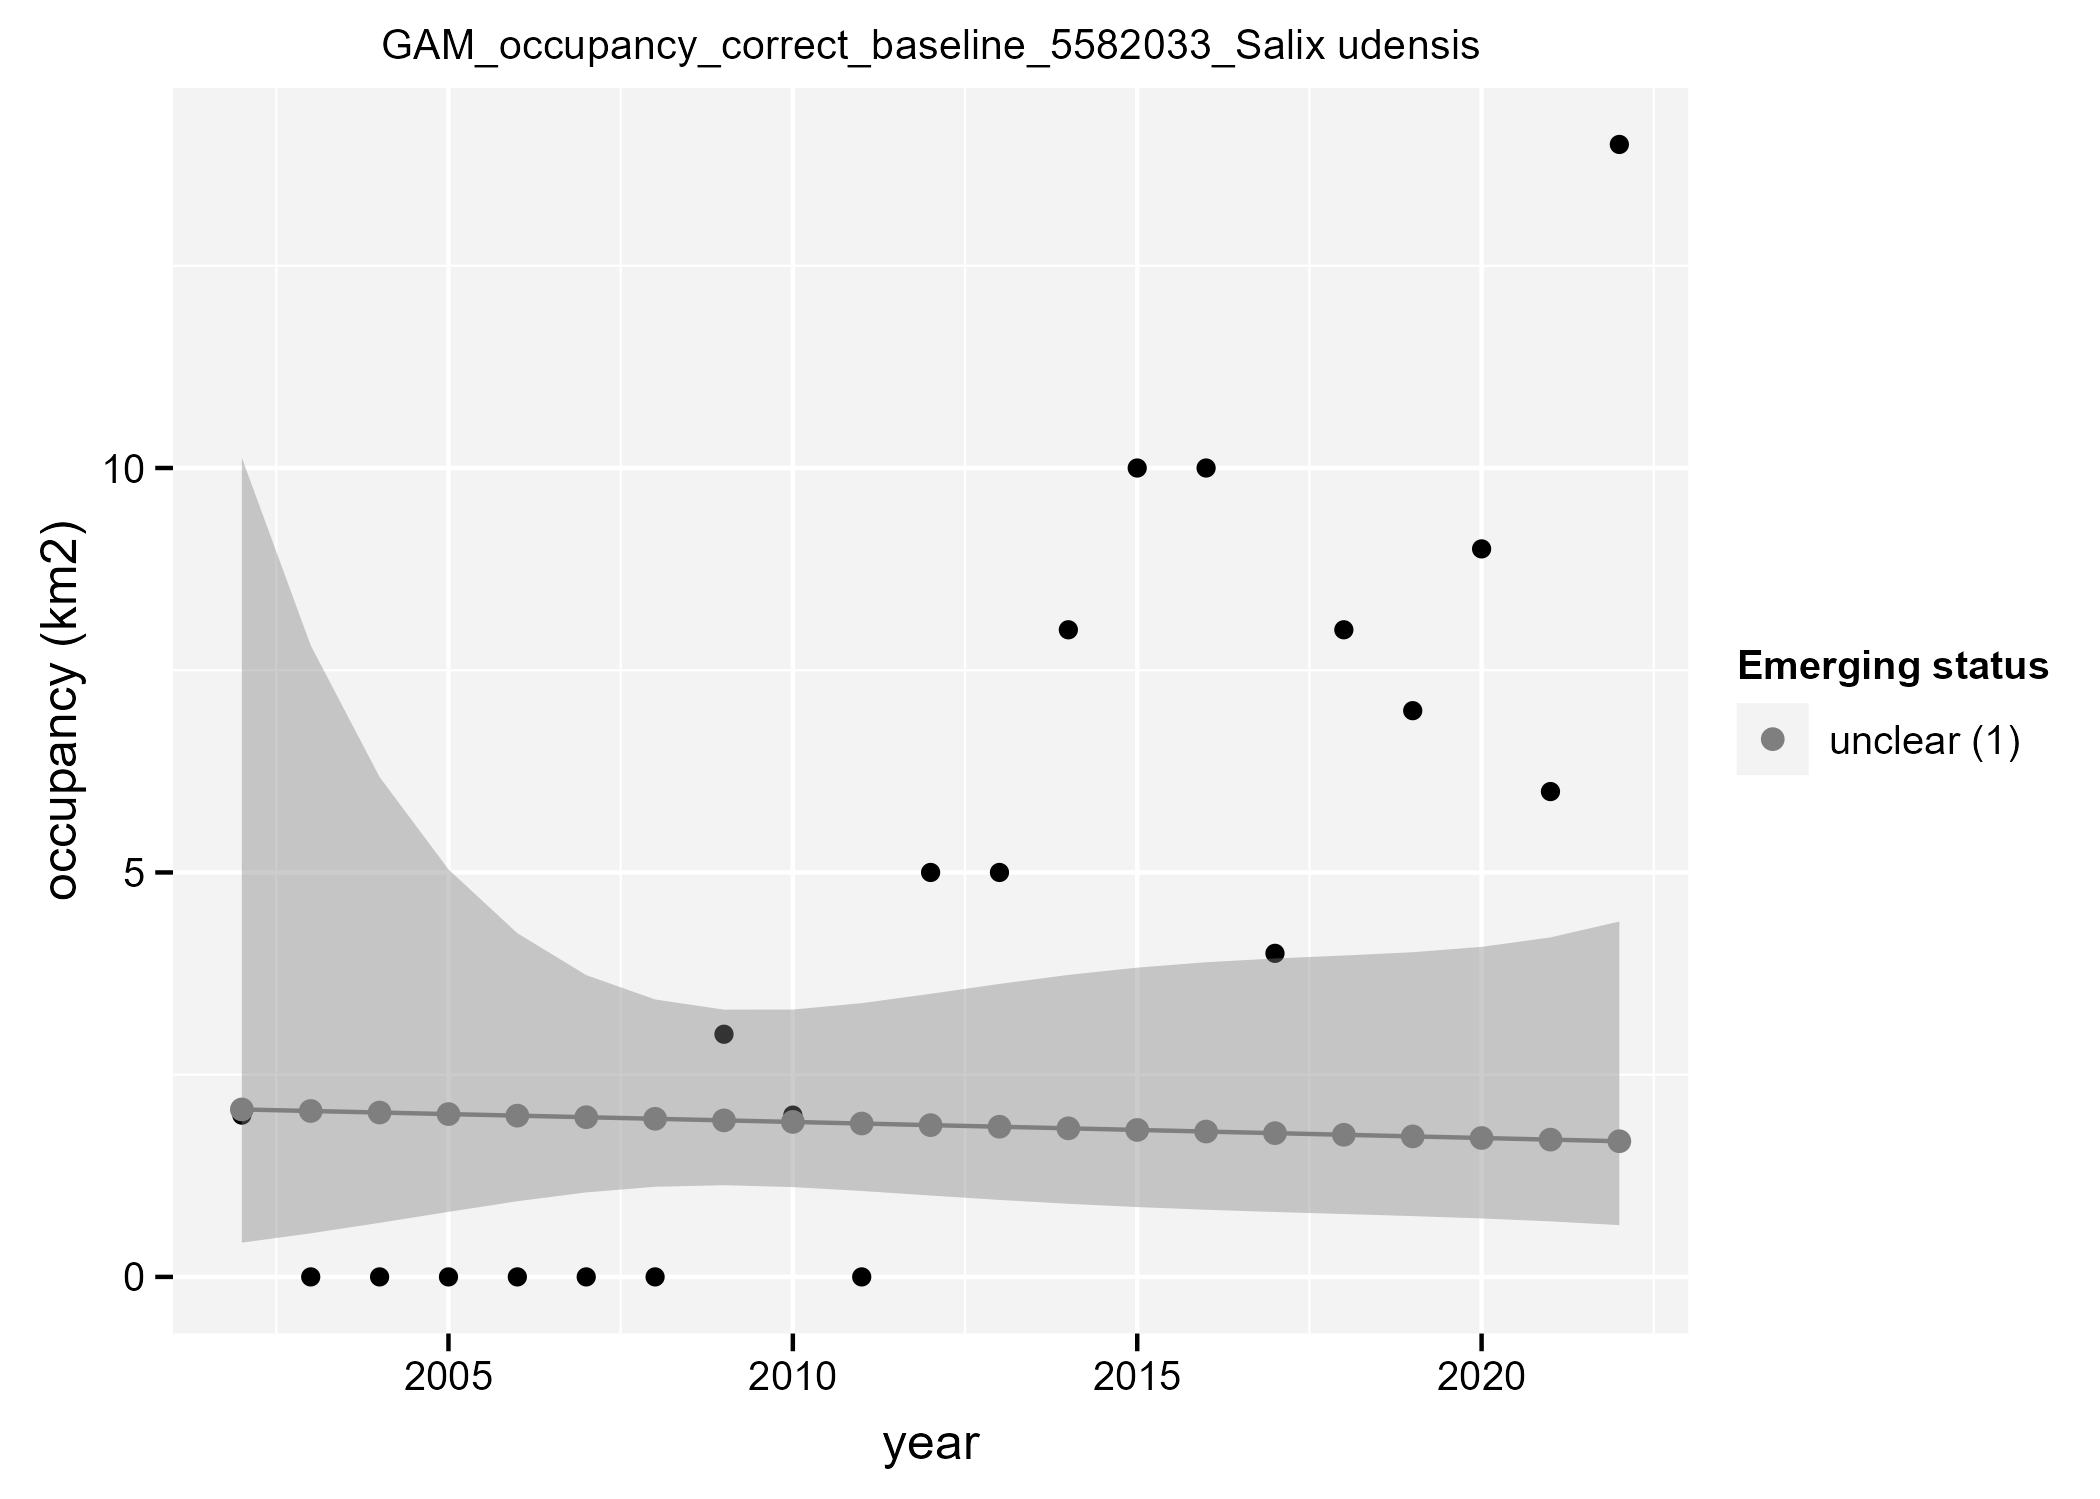 GAM_occupancy_correct_baseline_5582033_Salix udensis
occupancy (km2)
10
5
0
2005
2010
2015
2020
year
Emerging status
unclear (1)